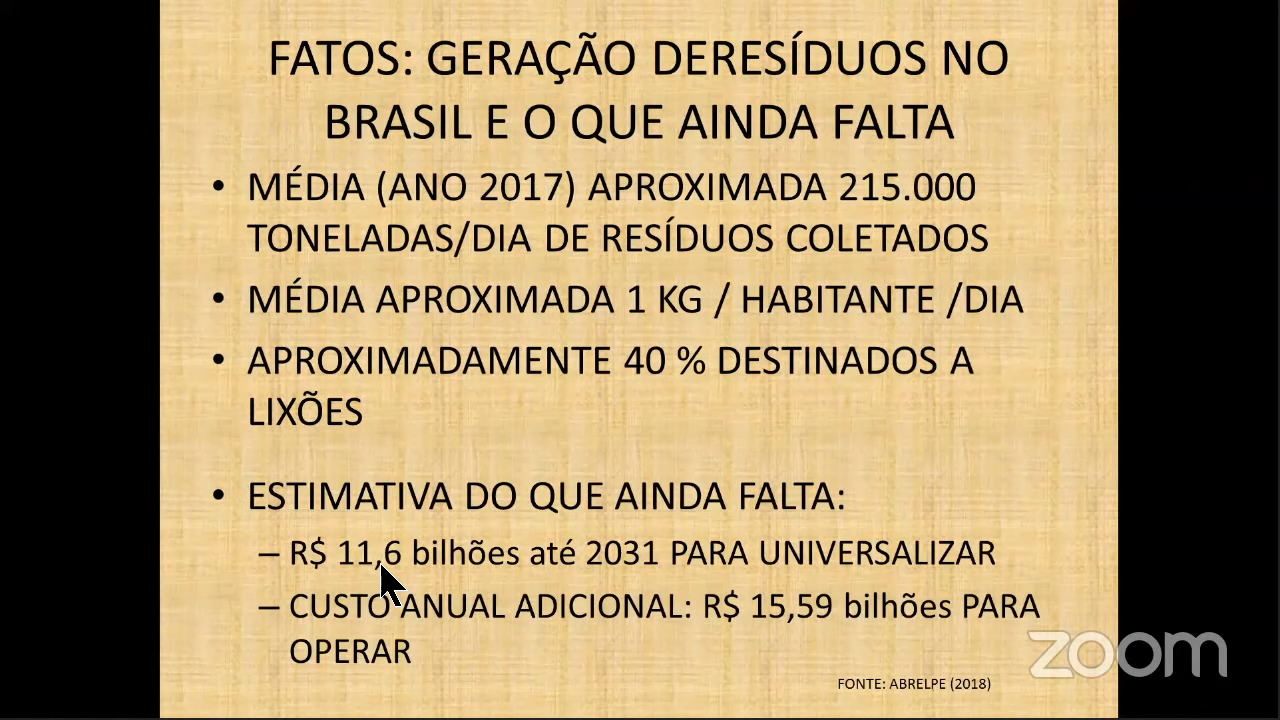 FATOS: GERAÇÃO DERESÍDUOS NO
BRASIL E O QUE AINDA FALTA
• MÉDIA (ANO 2017) APROXIMADA 215.000
TONELADAS/DIA DE RESÍDUOS COLETADOS
• MÉDIA APROXIMADA 1 KG / HABITANTE /DIA
• APROXIMADAMENTE 40 % DESTINADOS A
LIXÕES
• ESTIMATIVA DO QUE AINDA FALTA:
– R$ 11,6 bilhões até 2031 PARA UNIVERSALIZAR
– CUSTO ANUAL ADICIONAL: R$ 15,59 bilhões PARA
OPERAR
zoom
FONTE: ABRELPE (2018)